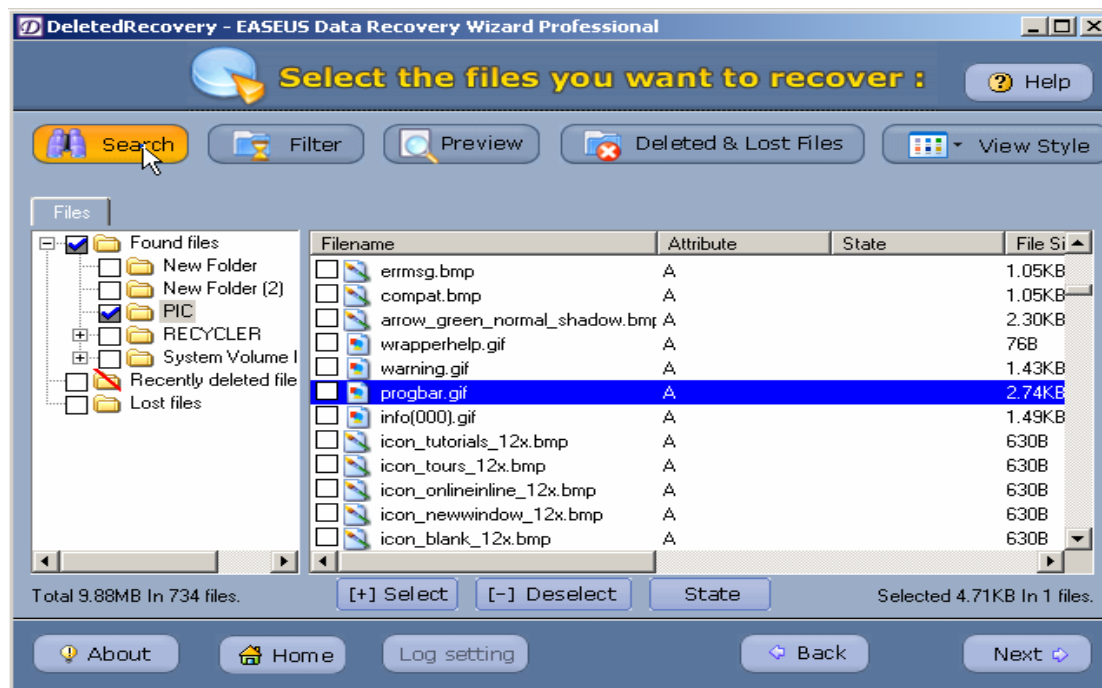 DeletedRecovery - EASEUS Data Recovery Wizard Professional
Select the files you want to recover :
Help
Search Filter Preview Deleted & Lost Files View Style
Files
Found files
New Folder
New Folder (2)
PIC
RECYCLER
System Volume I
Recently deleted file
Lost files
Filename Attribute State File Si
errmsg.bmp A 1.05KB
compat.bmp A 1.05KB
arrow_green_normal_shadow.bmp A 2.30KB
wrapperhelp.gif A 76B
warning.gif A 1.43KB
progbar.gif A 2.74KB
info(000).gif A 1.49KB
icon_tutorials_12x.bmp A 630B
icon_tours_12x.bmp A 630B
icon_onlineinline_12x.bmp A 630B
icon_newwindow_12x.bmp A 630B
icon_blank_12x.bmp A 630B
Total 9.88MB In 734 files.
[+] Select [-] Deselect State
Selected 4.71KB In 1 files.
About Home Log setting Back Next